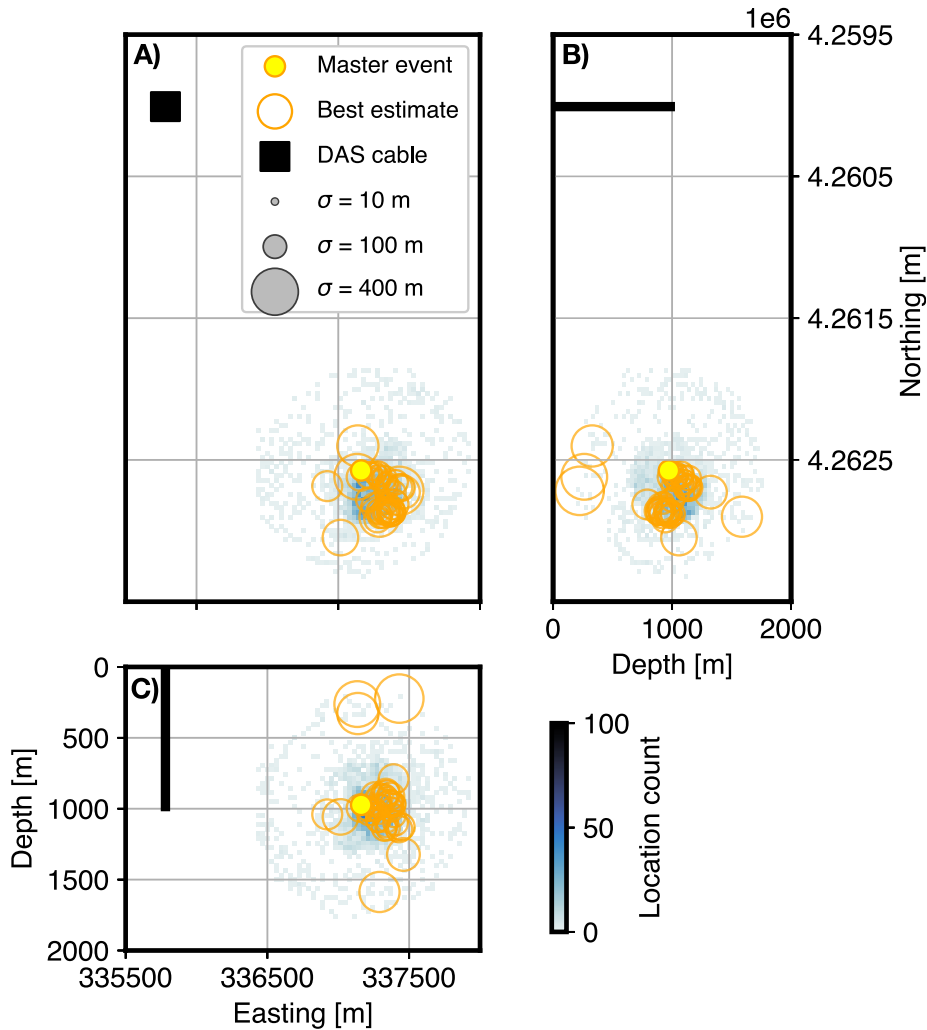 1e6
A)
Master event
Best estimate
DAS cable
σ = 10 m
σ = 100 m
σ = 400 m
B)
4.2595
4.2605
4.2615
4.2625
Northing [m]
0
1000
2000
Depth [m]
C)
0
500
1000
1500
2000
Depth [m]
335500
336500
337500
Easting [m]
100
50
0
Location count